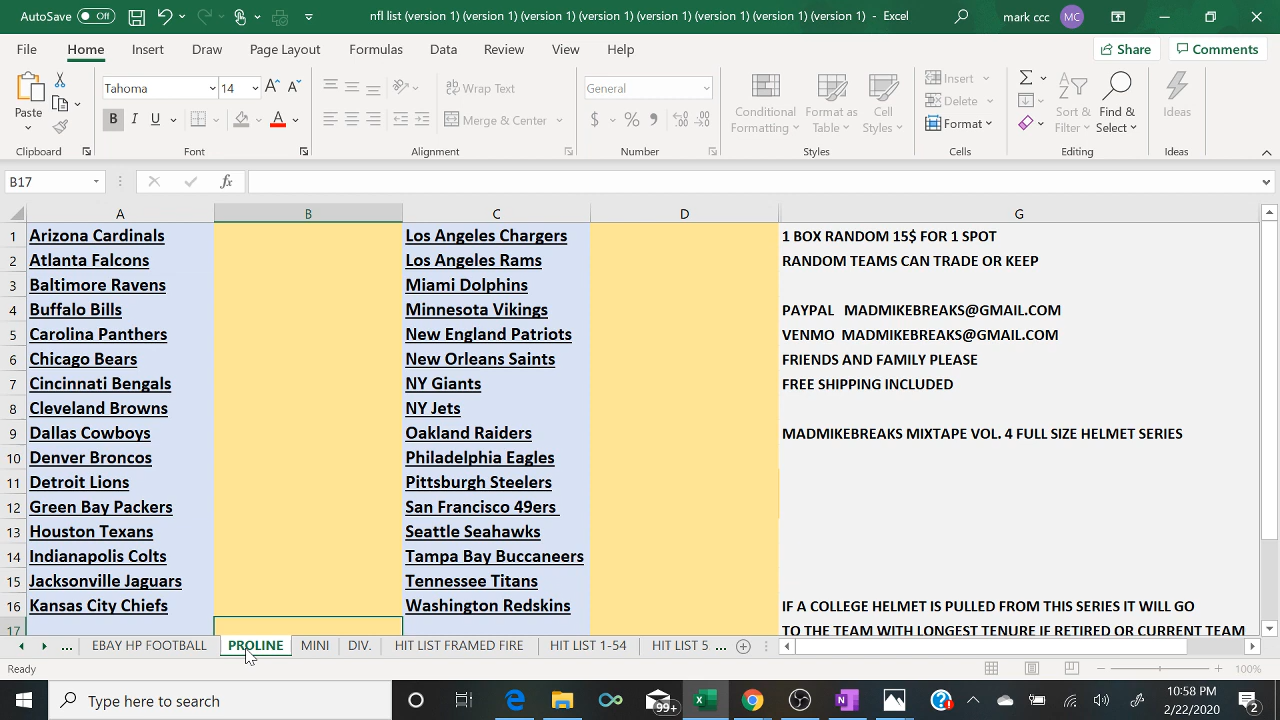 AutoSave Off
nfl list (version 1) (version 1) (version 1) (version 1) (version 1) (version 1) (version 1) (version 1) - Excel
mark ccc MC
File Home Insert Draw Page Layout Formulas Data Review View Help Share Comments
Paste
Clipboard
Tahoma 14
B I U A
Font
Wrap Text
Merge & Center
Alignment
General
$ % 9
Number
Conditional Formatting
Format as Table
Cell Styles
Styles
Insert
Delete
Format
Cells
Sort & Filter
Find & Select
Editing
Ideas
Ideas
B17 fx
A B C D G
1 Arizona Cardinals Los Angeles Chargers 1 BOX RANDOM 15$ FOR 1 SPOT
2 Atlanta Falcons Los Angeles Rams RANDOM TEAMS CAN TRADE OR KEEP
3 Baltimore Ravens Miami Dolphins
4 Buffalo Bills Minnesota Vikings PAYPAL MADMIKEBREAKS@GMAIL.COM
5 Carolina Panthers New England Patriots VENMO MADMIKEBREAKS@GMAIL.COM
6 Chicago Bears New Orleans Saints FRIENDS AND FAMILY PLEASE
7 Cincinnati Bengals NY Giants FREE SHIPPING INCLUDED
8 Cleveland Browns NY Jets
9 Dallas Cowboys Oakland Raiders MADMIKEBREAKS MIXTAPE VOL. 4 FULL SIZE HELMET SERIES
10 Denver Broncos Philadelphia Eagles
11 Detroit Lions Pittsburgh Steelers
12 Green Bay Packers San Francisco 49ers
13 Houston Texans Seattle Seahawks
14 Indianapolis Colts Tampa Bay Buccaneers
15 Jacksonville Jaguars Tennessee Titans
16 Kansas City Chiefs Washington Redskins IF A COLLEGE HELMET IS PULLED FROM THIS SERIES IT WILL GO
17 TO THE TEAM WITH LONGEST TENURE IF RETIRED OR CURRENT TEAM
... EBAY HP FOOTBALL PROLINE MINI DIV. HIT LIST FRAMED FIRE HIT LIST 1-54 HIT LIST 5 ...
Ready 100%
Type here to search 99+ 10:58 PM
2/22/2020 2